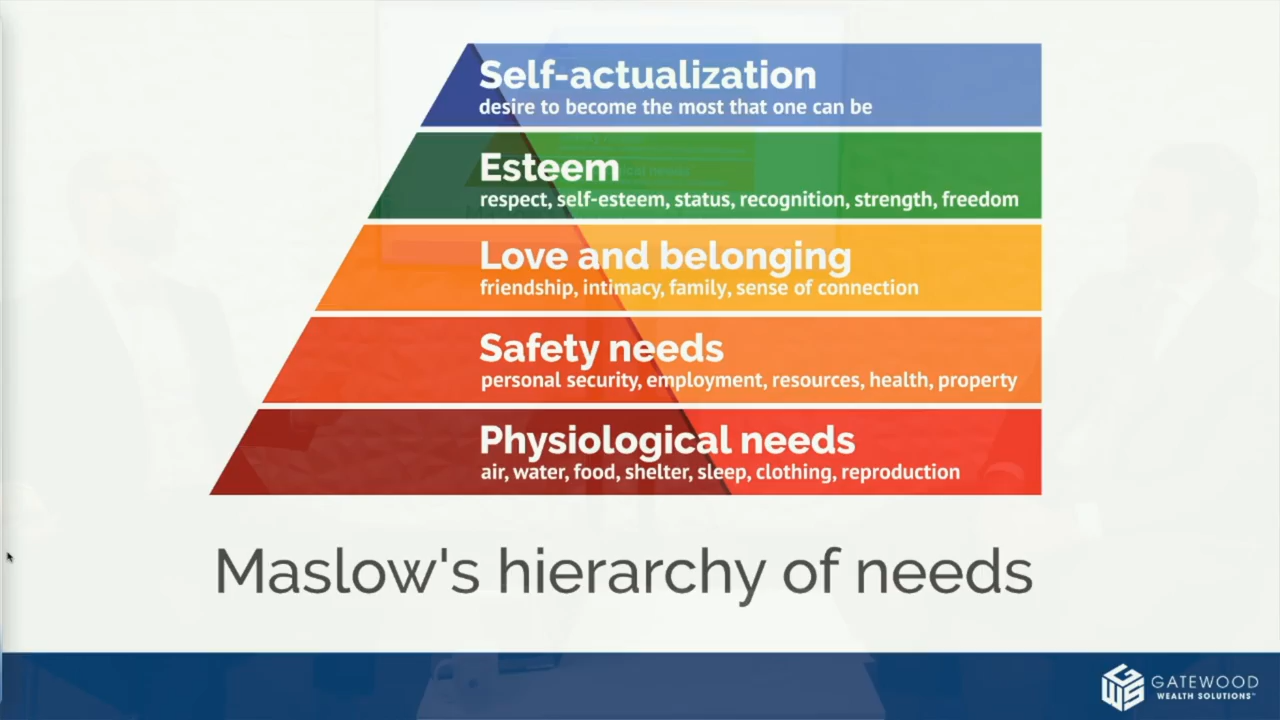 Self-actualization
desire to become the most that one can be
Esteem
respect, self-esteem, status, recognition, strength, freedom
Love and belonging
friendship, intimacy, family, sense of connection
Safety needs
personal security, employment, resources, health, property
Physiological needs
air, water, food, shelter, sleep, clothing, reproduction
Maslow's hierarchy of needs
GWS
GATEWOOD
WEALTH SOLUTIONS™